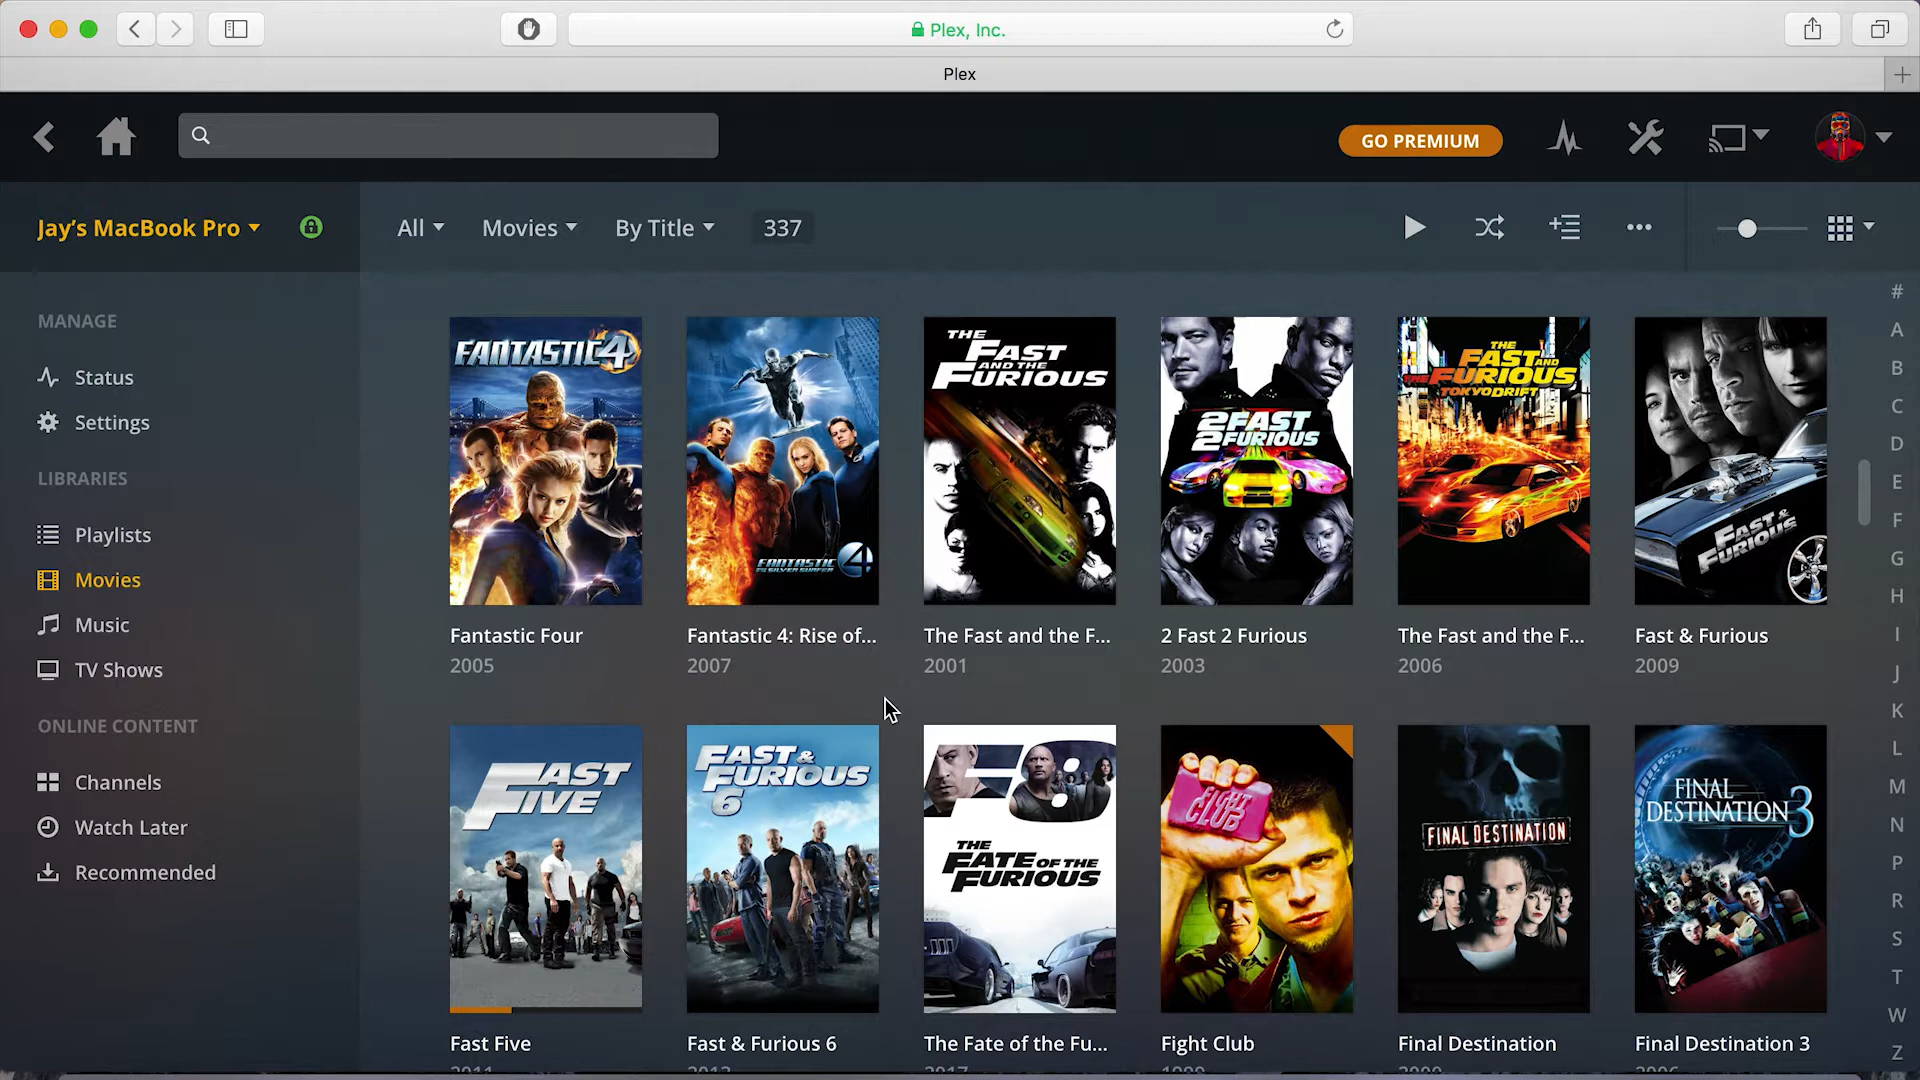 Plex, Inc.
Plex
GO PREMIUM
Jay's MacBook Pro
All
Movies
By Title
337
MANAGE
Status
Settings
LIBRARIES
Playlists
Movies
Music
TV Shows
ONLINE CONTENT
Channels
Watch Later
Recommended
FANTASTIC 4
FANTASTIC 4
THE
FAST
AND THE
FURIOUS
2 FAST
2 FURIOUS
THE
FAST AND
THE FURIOUS
TOKYO DRIFT
FAST &
FURIOUS
Fantastic Four
2005
Fantastic 4: Rise of...
2007
The Fast and the F...
2001
2 Fast 2 Furious
2003
The Fast and the F...
2006
Fast & Furious
2009
FAST
FIVE
FAST &
FURIOUS
6
F8
THE
FATE OF THE
FURIOUS
FIGHT
CLUB
FINAL DESTINATION
FINAL
DESTINATION 3
Fast Five
Fast & Furious 6
The Fate of the Fu...
Fight Club
Final Destination
Final Destination 3
#
A
B
C
D
E
F
G
H
I
J
K
L
M
N
P
R
S
T
W
Z